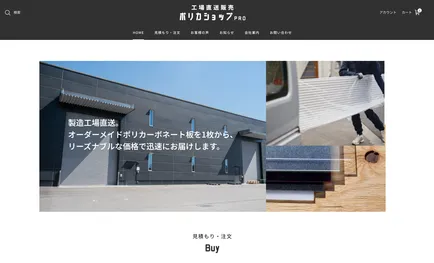 工場直送販売
ポリカショップPRO
検索
アカウント
カート
HOME
見積もり・注文
お客様の声
お知らせ
会社案内
お問い合わせ
製造工場直送。
オーダーメイドポリカーボネート板を1枚から、
リーズナブルな価格で迅速にお届けします。
見積もり・注文
Buy